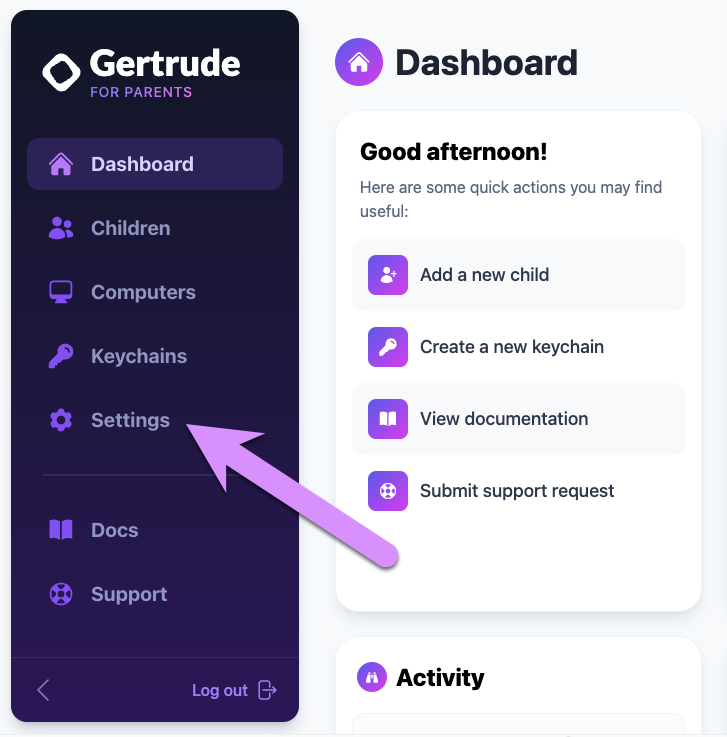 Gertrude
FOR PARENTS
Dashboard
Children
Computers
Keychains
Settings
Docs
Support
Log out
Dashboard
Good afternoon!
Here are some quick actions you may find
useful:
Add a new child
Create a new keychain
View documentation
Submit support request
Activity